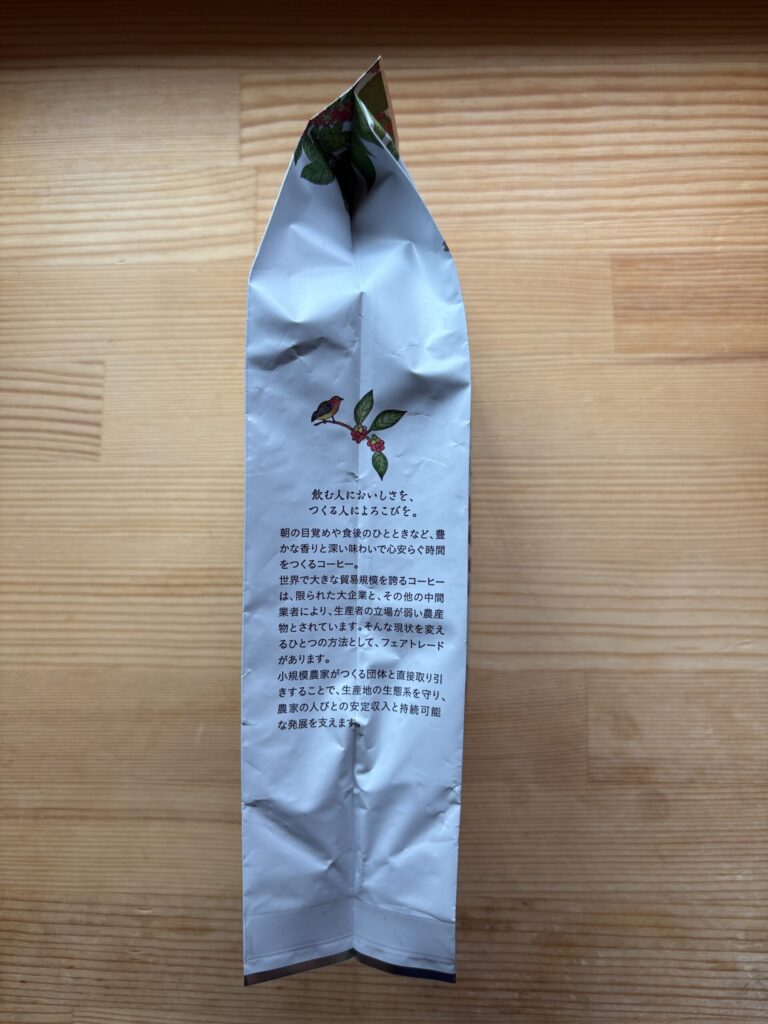 飲む人においしさを、
つくる人によろこびを。
朝の目覚めや食後のひとときなど、豊
かな香りと深い味わいで心安らぐ時間
をつくるコーヒー。
世界で大きな貿易規模を誇るコーヒー
は、限られた大企業と、その他の中間
業者により、生産者の立場が弱い農産
物とされています。そんな現状を変え
るひとつの方法として、フェアトレード
があります。
小規模農家がつくる団体と直接取り引
きすることで、生産地の生態系を守り、
農家の人びとの安定収入と持続可能
な発展を支えます。